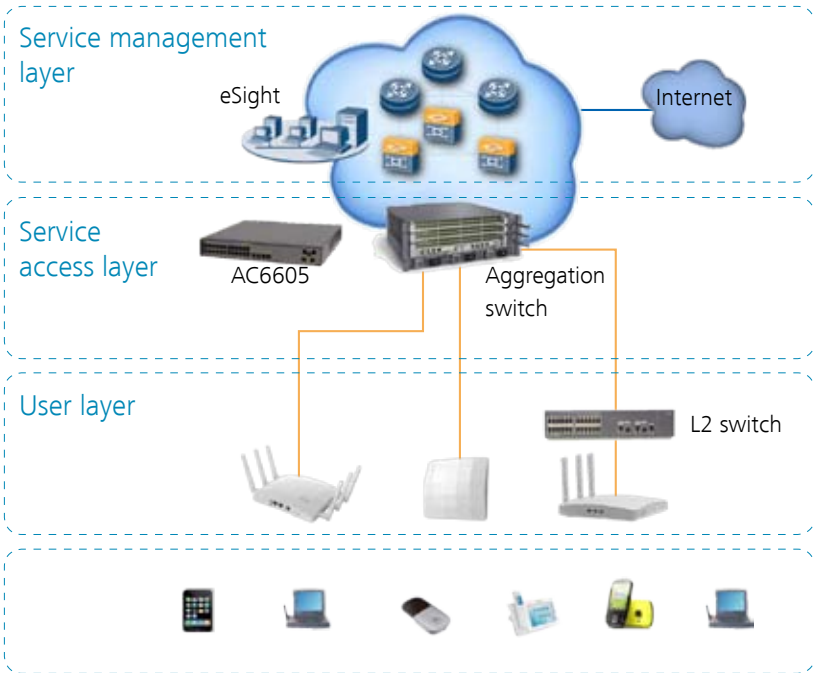 Service management
layer
eSight
Internet
Service
access layer
AC6605
Aggregation
switch
User layer
L2 switch